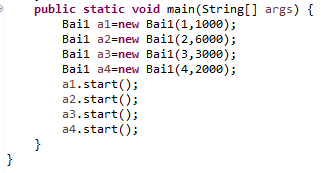 public static void main(String[] args) {
Bai1 a1=new Bai1(1,1000);
Bai1 a2=new Bai1(2,6000);
Bai1 a3=new Bai1(3,3000);
Bai1 a4=new Bai1(4,2000);
a1.start();
a2.start();
a3.start();
a4.start();
}
}